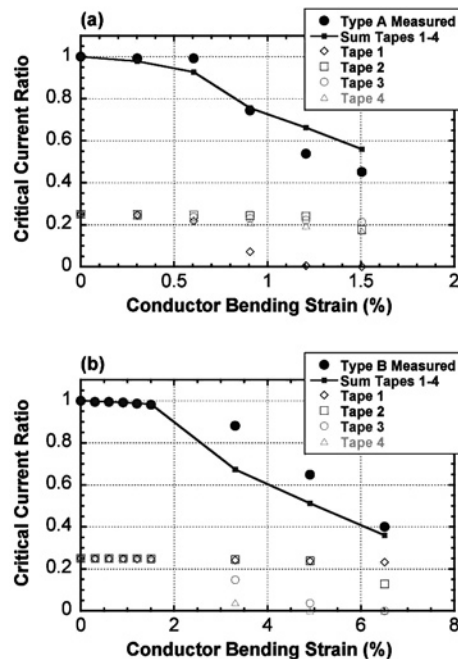 (a)
Type A Measured
Sum Tapes 1-4
Tape 1
Tape 2
Tape 3
Tape 4
Critical Current Ratio
1
0.8
0.6
0.4
0.2
0
0 0.5 1 1.5 2
Conductor Bending Strain (%)
(b)
Type B Measured
Sum Tapes 1-4
Tape 1
Tape 2
Tape 3
Tape 4
Critical Current Ratio
1
0.8
0.6
0.4
0.2
0
0 2 4 6 8
Conductor Bending Strain (%)